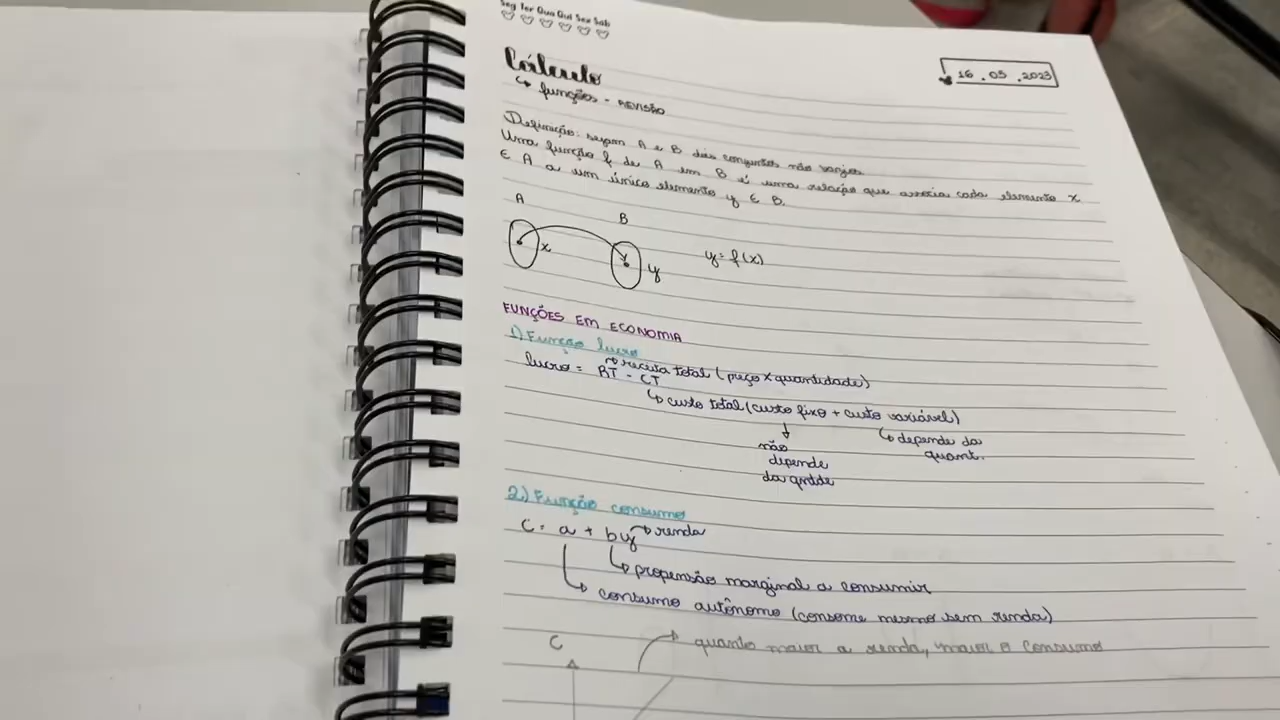 Seg Ter Qua Qui Sex Sab
Cálculo
16.05.2023
↳ funções - REVISÃO
Definição: sejam A e B dois conjuntos não vazios.
Uma função f de A em B é uma relação que associa cada elemento x
∈ A a um único elemento y ∈ B.
A
B
x
y
y = f(x)
FUNÇÕES EM ECONOMIA
1) Função lucro
↱ receita total (preço x quantidade)
lucro = RT - CT
↳ custo total (custo fixo + custo variável)
↓
não
depende
da qntde
↳ depende da
quant.
2.) Função consumo
C = a + by → renda
↳ propensão marginal a consumir
↳ consumo autônomo (consome mesmo sem renda)
C
→ quanto maior a renda, maior o consumo